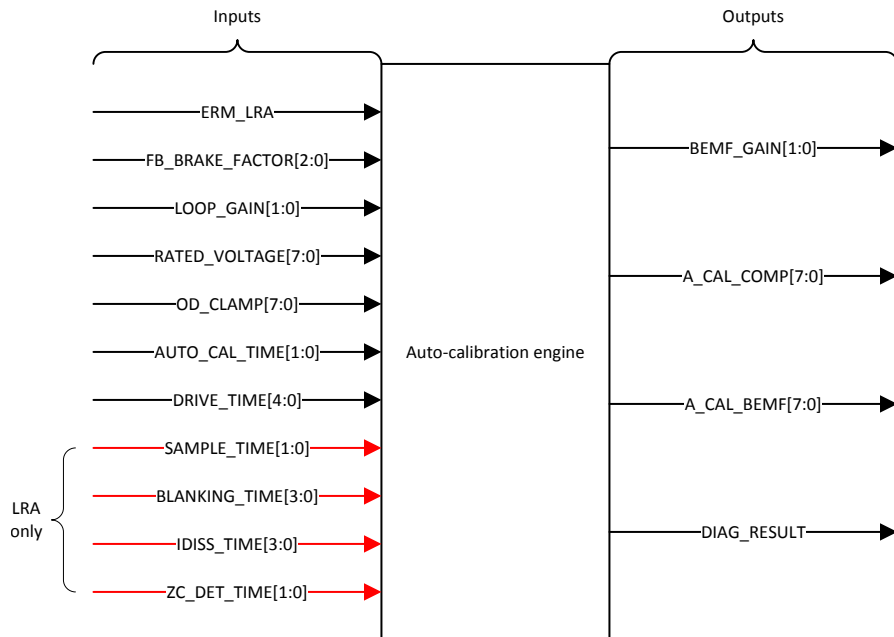 Inputs
Outputs
ERM_LRA
FB_BRAKE_FACTOR[2:0]
LOOP_GAIN[1:0]
RATED_VOLTAGE[7:0]
OD_CLAMP[7:0]
AUTO_CAL_TIME[1:0]
DRIVE_TIME[4:0]
SAMPLE_TIME[1:0]
BLANKING_TIME[3:0]
IDISS_TIME[3:0]
ZC_DET_TIME[1:0]
LRA
only
Auto-calibration engine
BEMF_GAIN[1:0]
A_CAL_COMP[7:0]
A_CAL_BEMF[7:0]
DIAG_RESULT